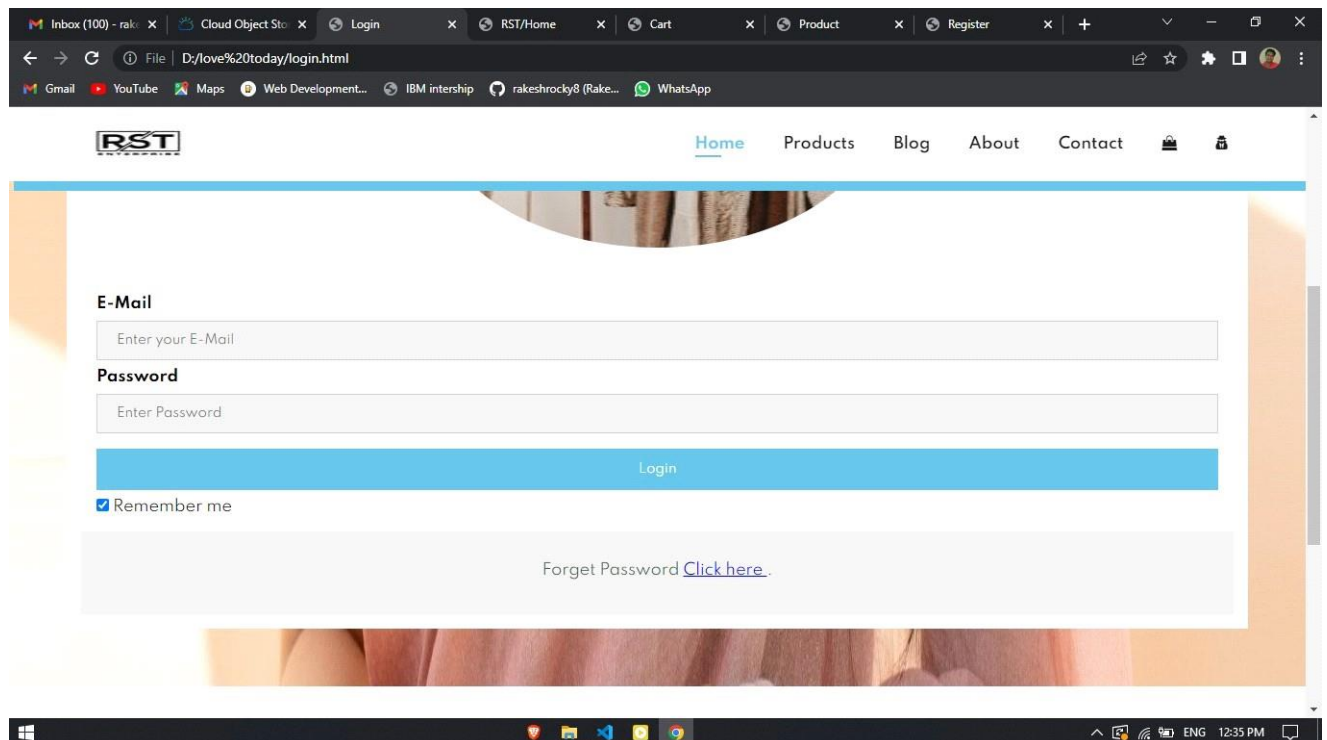 Inbox (100) - rak Cloud Object Sto Login RST/Home Cart Product Register
File D:/love%20today/login.html
Gmail YouTube Maps Web Development... IBM intership rakeshrocky8 (Rake... WhatsApp
RST Home Products Blog About Contact
ENTERPRISE
E-Mail
Enter your E-Mail
Password
Enter Password
Login
Remember me
Forget Password Click here .
ENG 12:35 PM